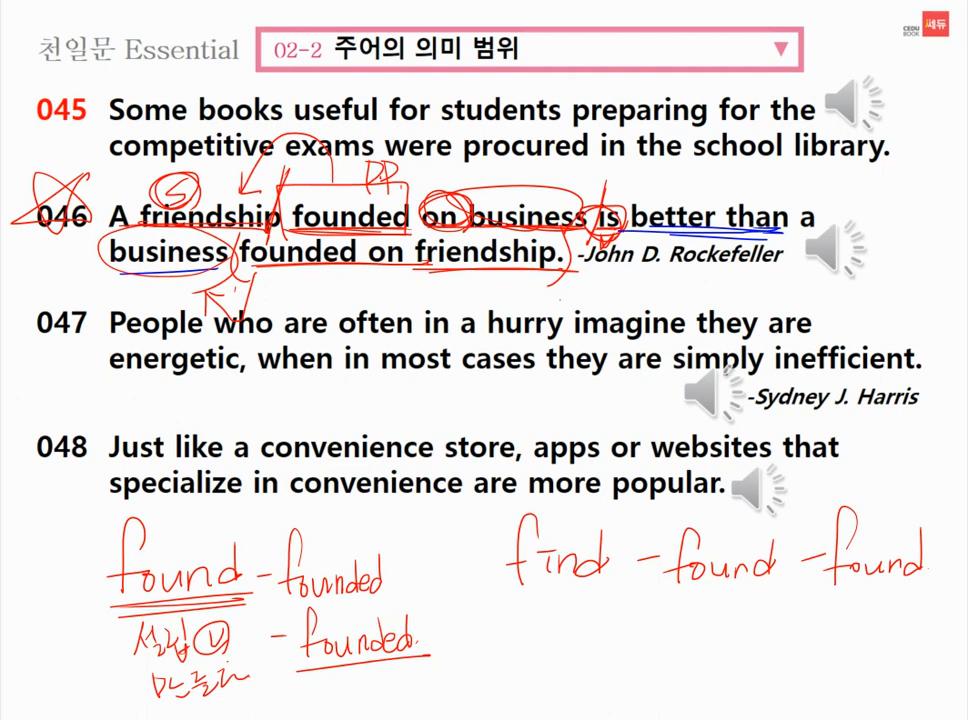 천일문 Essential 02-2 주어의 의미 범위 ▼
CEDU BOOK 쎄듀
045 Some books useful for students preparing for the
competitive exams were procured in the school library.
S P.P.
046 A friendship founded on business is better than a
business founded on friendship. -John D. Rockefeller
047 People who are often in a hurry imagine they are
energetic, when in most cases they are simply inefficient.
-Sydney J. Harris
048 Just like a convenience store, apps or websites that
specialize in convenience are more popular.
found - founded find - found - found
설립 - founded.
만들다